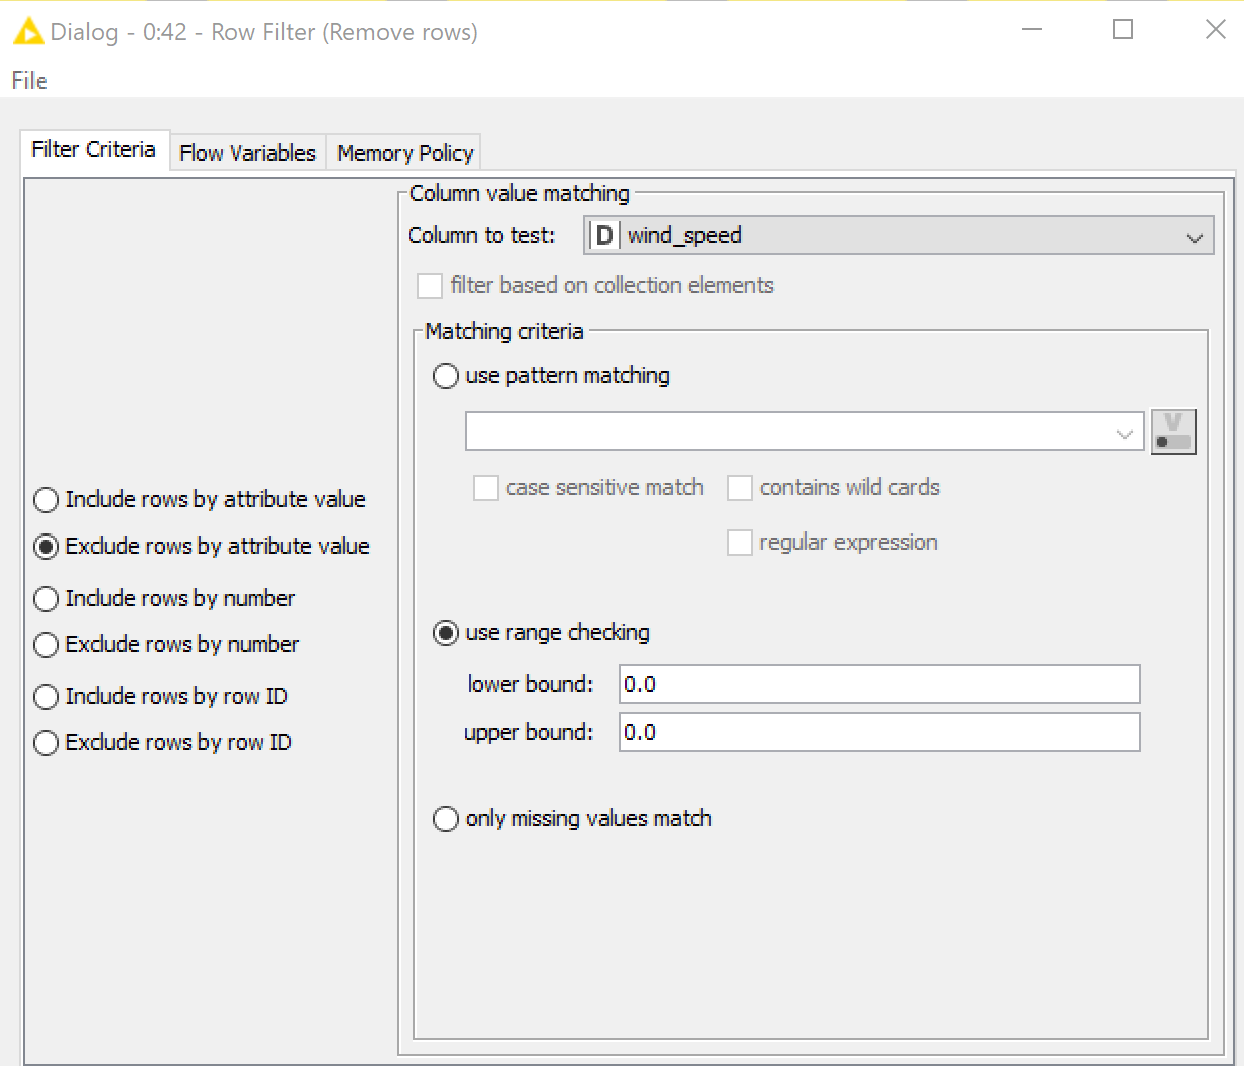 Dialog - 0:42 - Row Filter (Remove rows)
File
Filter Criteria
Flow Variables
Memory Policy
Column value matching
Column to test:
D
wind_speed
filter based on collection elements
Matching criteria
use pattern matching
V
case sensitive match
contains wild cards
regular expression
Include rows by attribute value
Exclude rows by attribute value
Include rows by number
Exclude rows by number
Include rows by row ID
Exclude rows by row ID
use range checking
lower bound:
0.0
upper bound:
0.0
only missing values match